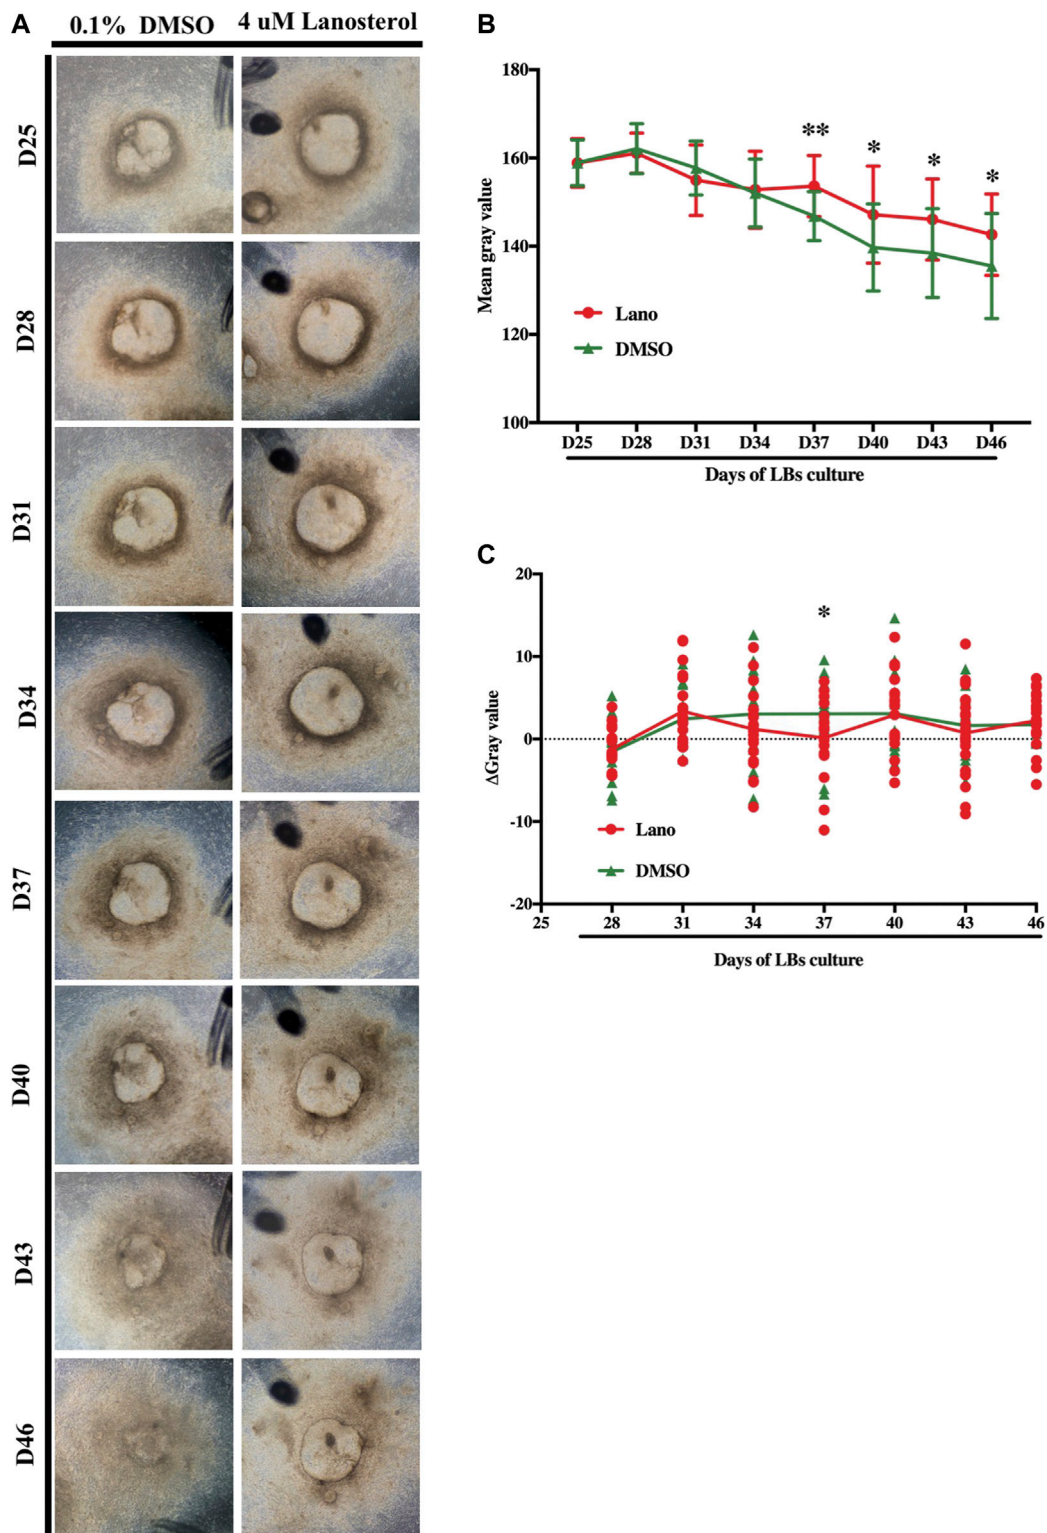 A
0.1% DMSO
4 uM Lanosterol
D25
D28
D31
D34
D37
D40
D43
D46
B
180
160
140
120
100
Mean gray value
**
*
*
*
Lano
DMSO
D25 D28 D31 D34 D37 D40 D43 D46
Days of LBs culture
C
20
10
0
-10
-20
ΔGray value
*
Lano
DMSO
25 28 31 34 37 40 43 46
Days of LBs culture